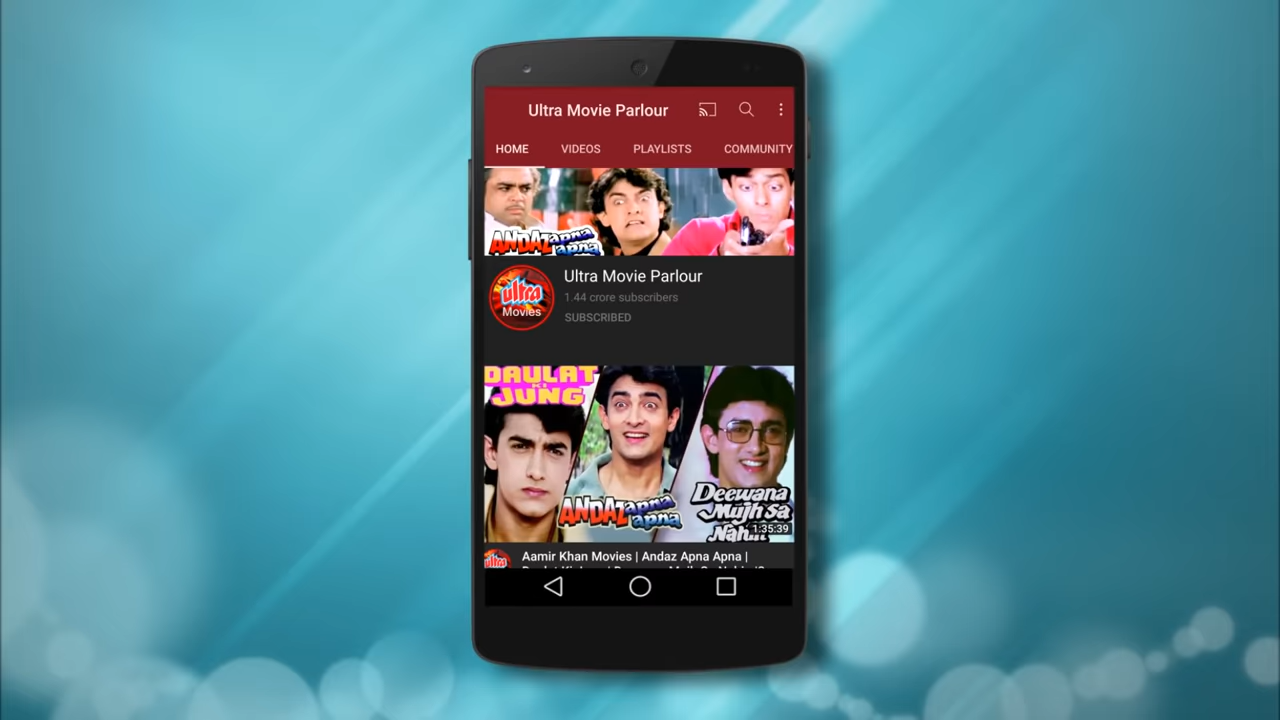 Ultra Movie Parlour
HOME VIDEOS PLAYLISTS COMMUNITY
ANDAZ apna apna
Ultra Movie Parlour
ultra Movies
1.44 crore subscribers
SUBSCRIBED
DAULAT KI JUNG
ANDAZ apna apna
Deewana Mujh Sa Nahin
1:35:39
ultra
Aamir Khan Movies | Andaz Apna Apna |